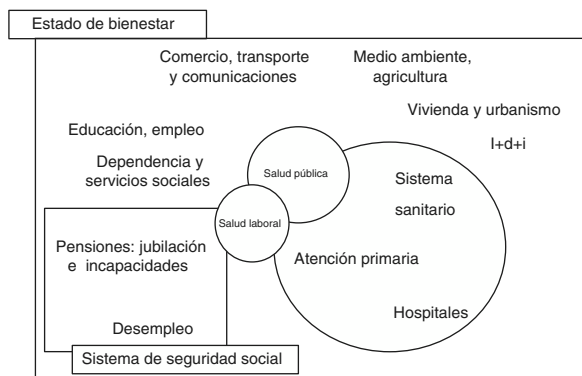 Estado de bienestar
Comercio, transporte
y comunicaciones
Medio ambiente,
agricultura
Vivienda y urbanismo
Educación, empleo
I+d+i
Dependencia y
servicios sociales
Salud pública
Sistema
sanitario
Salud laboral
Pensiones: jubilación
e incapacidades
Atención primaria
Hospitales
Desempleo
Sistema de seguridad social